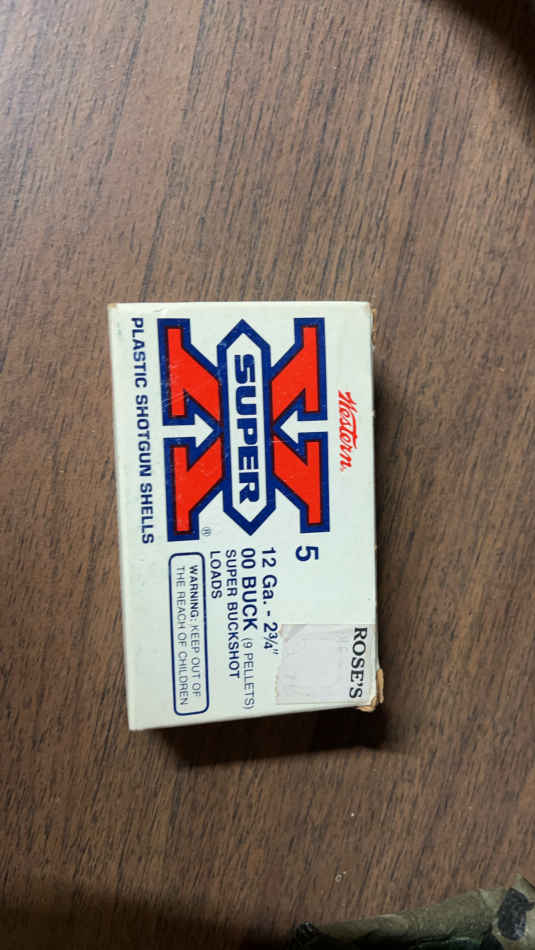 Western
SUPER X
®
PLASTIC SHOTGUN SHELLS
5
12 Ga. - 2¾"
00 BUCK (9 PELLETS)
SUPER BUCKSHOT
LOADS
WARNING: KEEP OUT OF
THE REACH OF CHILDREN
ROSE'S